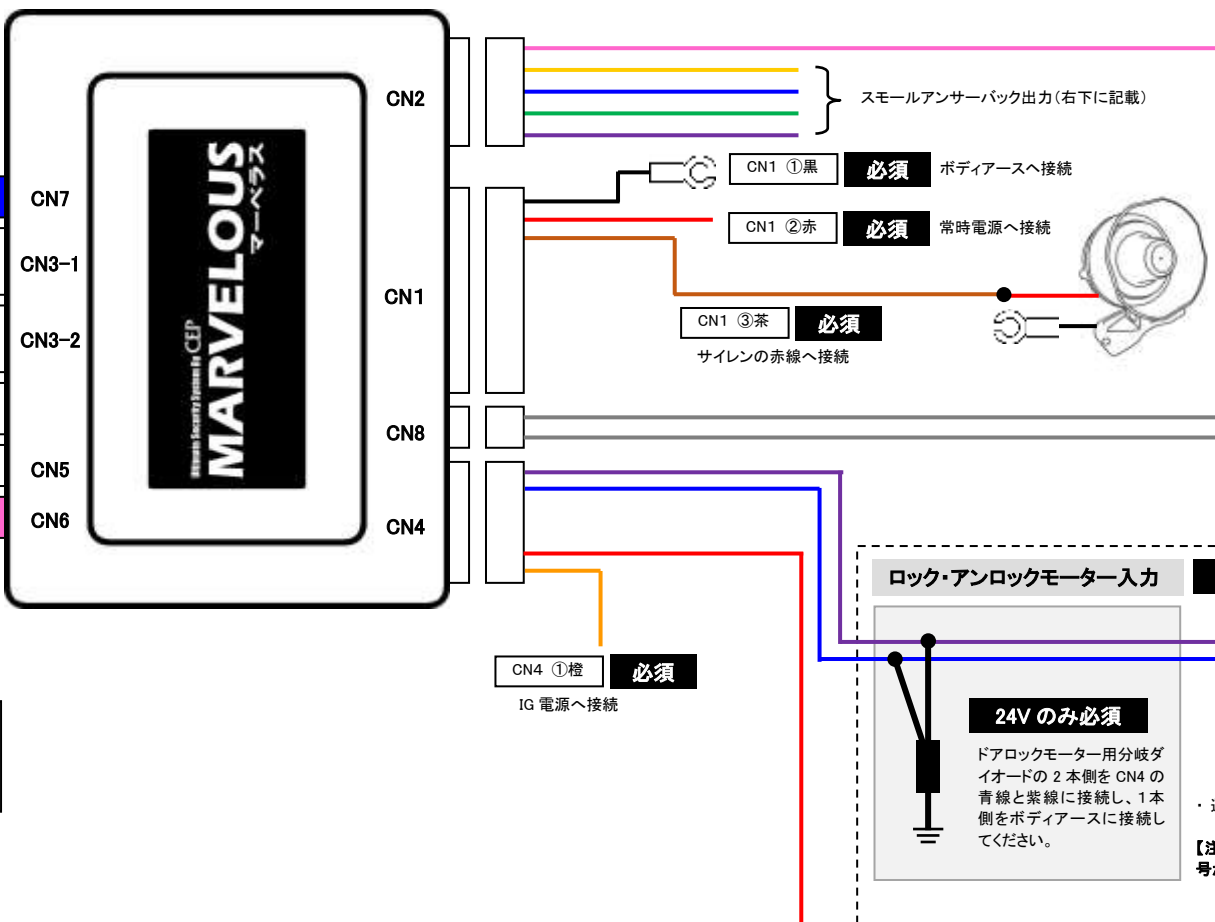 CN2
スモールアンサーバック出力(右下に記載)
CN1 ①黒
必須
ボディアースへ接続
CN7
CN1 ②赤
必須
常時電源へ接続
CN3-1
CN1
CN3-2
CN1 ③茶
必須
サイレンの赤線へ接続
MARVELOUS
マーベラス
Ultimate Security System by CEP
CN8
CN5
CN6
CN4
ロック・アンロックモーター入力
CN4 ①橙
必須
IG 電源へ接続
24V のみ必須
ドアロックモーター用分岐ダ
イオードの 2 本側を CN4 の
青線と紫線に接続し、1 本
側をボディアースに接続し
てください。
【注
号